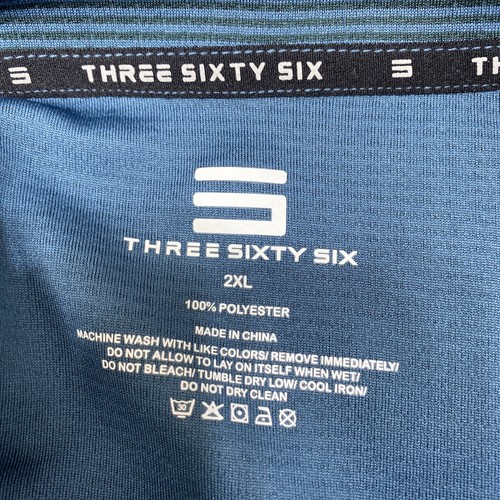 THREE SIXTY SIX THREE
THREE SIXTY SIX
2XL
100% POLYESTER
MADE IN CHINA
MACHINE WASH WITH LIKE COLORS/ REMOVE IMMEDIATELY/
DO NOT ALLOW TO LAY ON ITSELF WHEN WET/
DO NOT BLEACH/ TUMBLE DRY LOW/ COOL IRON/
DO NOT DRY CLEAN
30